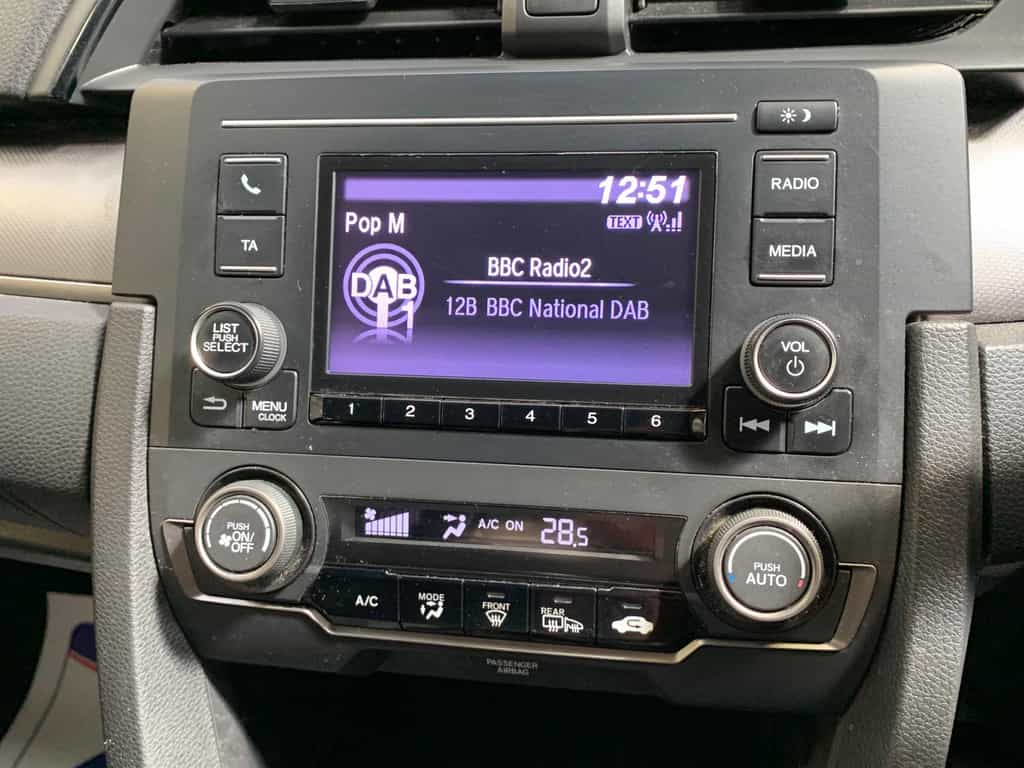 12:51
RADIO
Pop M
TEXT
TA
MEDIA
DAB
1
BBC Radio2
12B BBC National DAB
LIST
PUSH
SELECT
VOL
MENU
CLOCK
1 2 3 4 5 6
PUSH
ON/
OFF
A/C ON 28.5
PUSH
AUTO
A/C
MODE
FRONT
REAR
PASSENGER
AIRBAG